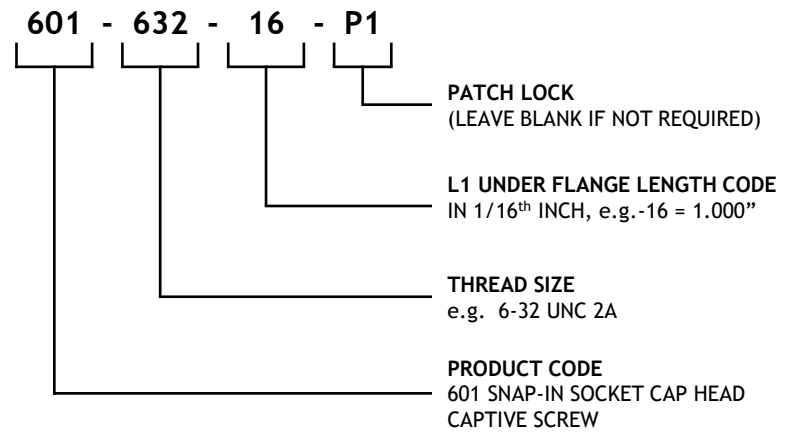 601 - 632 - 16 - P1
PATCH LOCK
(LEAVE BLANK IF NOT REQUIRED)
L1 UNDER FLANGE LENGTH CODE
IN 1/16th INCH, e.g.-16 = 1.000”
THREAD SIZE
e.g. 6-32 UNC 2A
PRODUCT CODE
601 SNAP-IN SOCKET CAP HEAD
CAPTIVE SCREW